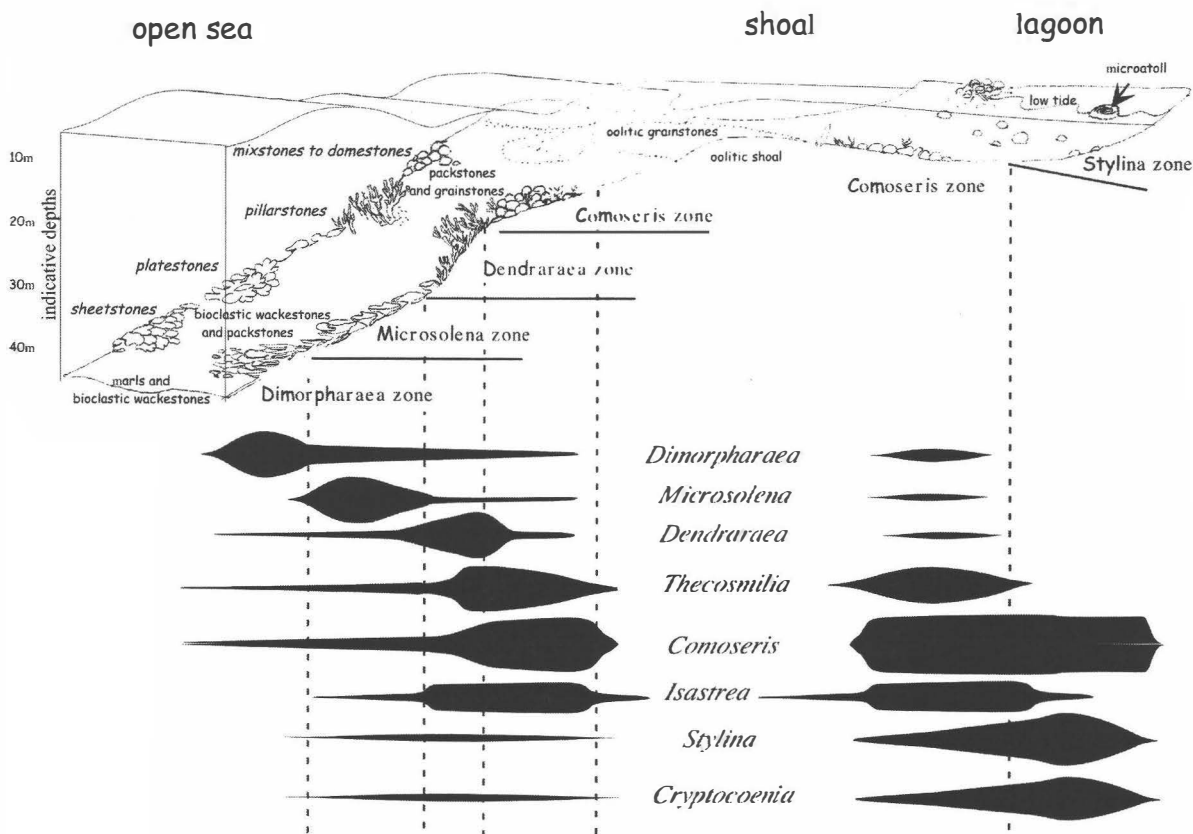 open sea
shoal
lagoon
microatoll
low tide
oolitic grainstones
mixstones to domestones
oolitic shoal
10m
packstones
and grainstones
Stylina zone
Comoseris zone
pillarstones
20m
Comoseris zone
indicative depths
platestones
Dendraraea zone
30m
sheetstones
bioclastic wackestones
and packstones
Microsolena zone
40m
marls and
bioclastic wackestones
Dimorpharaea zone
Dimorpharaea
Microsolena
Dendraraea
Thecosmilia
Comoseris
Isastrea
Stylina
Cryptocoenia